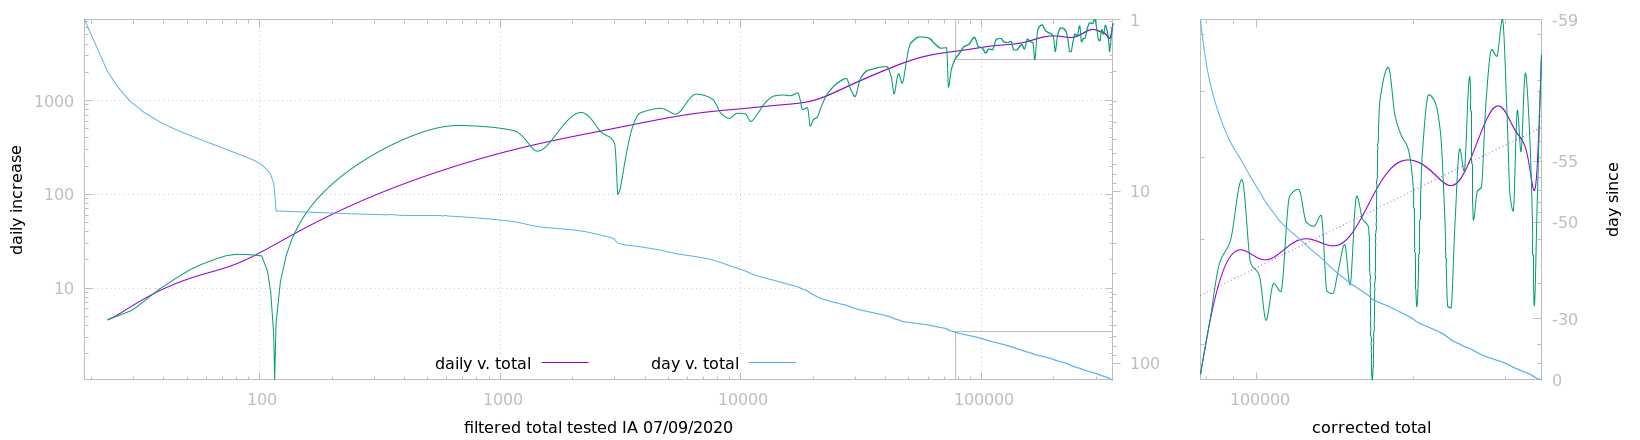 daily increase
1000
100
10
100
1000
10000
100000
1
10
100
daily v. total
day v. total
filtered total tested IA 07/09/2020
100000
corrected total
-59
-55
-50
-30
0
day since